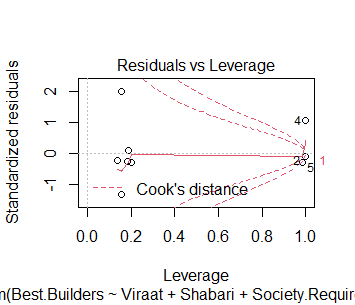 Residuals vs Leverage
Standardized residuals
2
1
0
-1
4
2
5
1
Cook's distance
0.0 0.2 0.4 0.6 0.8 1.0
Leverage
m(Best.Builders ~ Viraat + Shabari + Society.Require